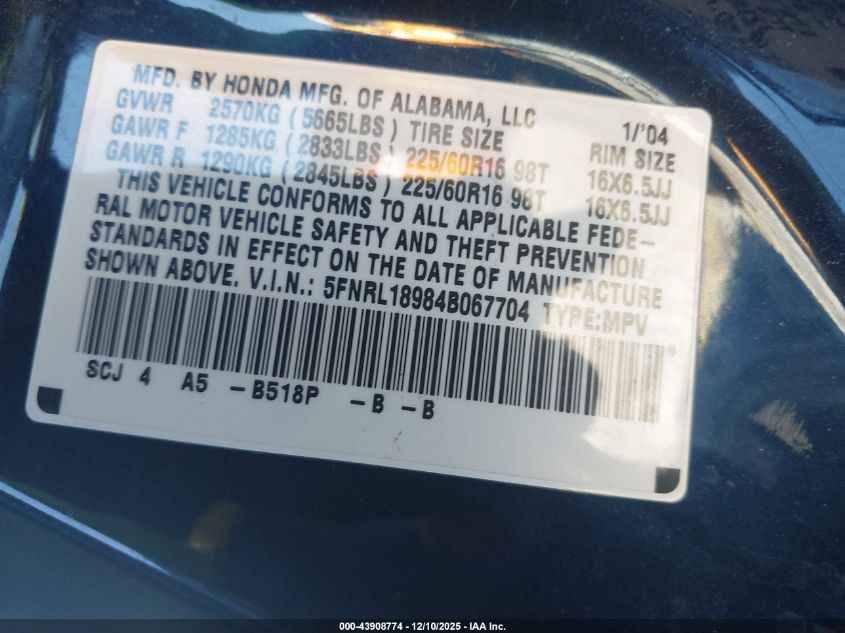 MFD. BY HONDA MFG. OF ALABAMA, LLC 1/'04
GVWR 2570KG (5665LBS) TIRE SIZE RIM SIZE
GAWR F 1285KG (2833LBS) 225/60R16 98T 16X6.5JJ
GAWR R 1290KG (2845LBS) 225/60R16 98T 16X6.5JJ
THIS VEHICLE CONFORMS TO ALL APPLICABLE FEDE-
RAL MOTOR VEHICLE SAFETY AND THEFT PREVENTION
STANDARDS IN EFFECT ON THE DATE OF MANUFACTURE
SHOWN ABOVE. V.I.N.: 5FNRL18984B067704 TYPE:MPV
SCJ 4 A5 -B518P -B -B
000-43908774 - 12/10/2025 - IAA Inc.